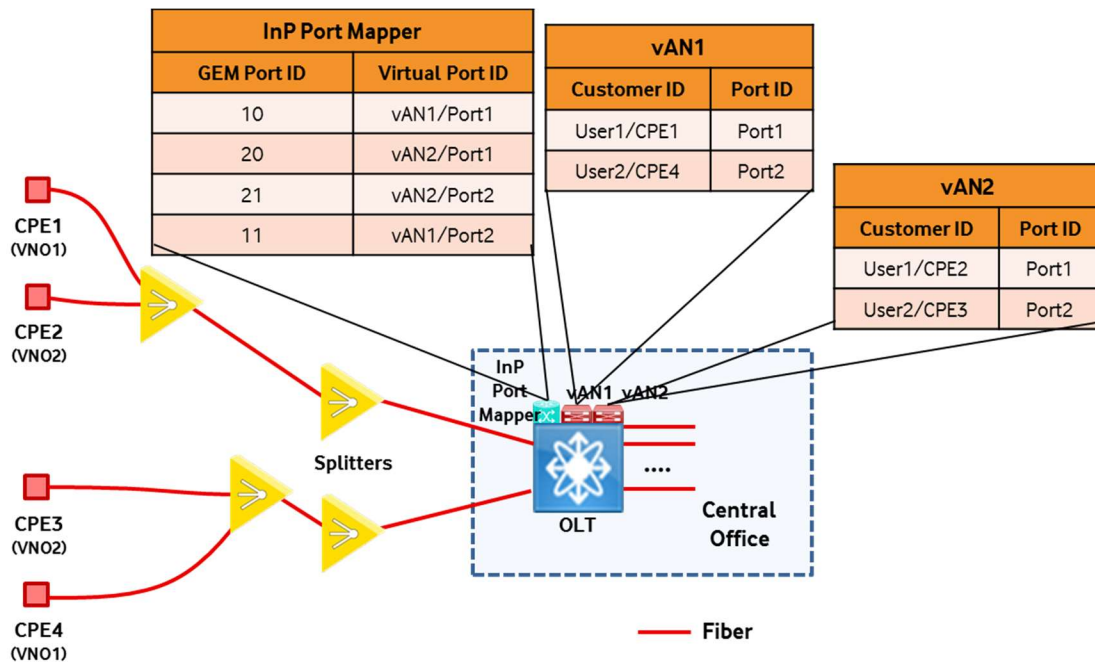 InP Port Mapper
GEM Port ID Virtual Port ID
10 vAN1/Port1
20 vAN2/Port1
21 vAN2/Port2
11 vAN1/Port2
vAN1
Customer ID Port ID
User1/CPE1 Port1
User2/CPE4 Port2
vAN2
Customer ID Port ID
User1/CPE2 Port1
User2/CPE3 Port2
CPE1
(VNO1)
CPE2
(VNO2)
CPE3
(VNO2)
CPE4
(VNO1)
Splitters
InP
Port
Mapper
vAN1 vAN2
OLT
....
Central
Office
Fiber